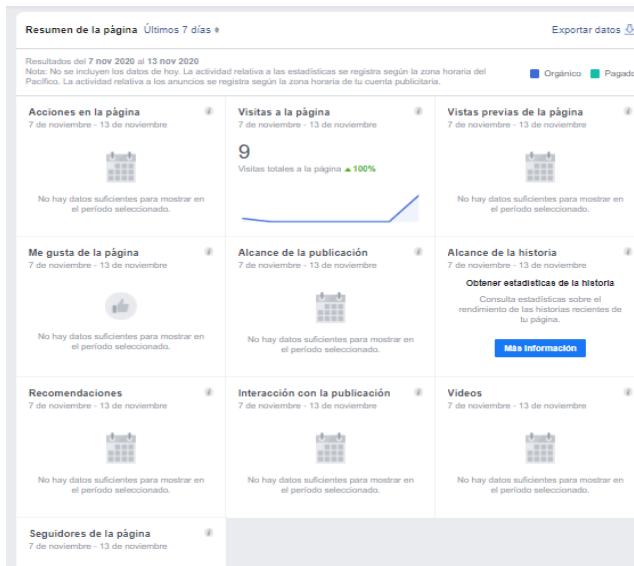 Resumen de la página Últimos 7 días
Exportar datos
Resultados del 7 nov 2020 al 13 nov 2020
Nota: No se incluyen los datos de hoy. La actividad relativa a las estadísticas se registra según la zona horaria del
Pacífico. La actividad relativa a los anuncios se registra según la zona horaria de tu cuenta publicitaria.
Orgánico Pagado
Acciones en la página
7 de noviembre - 13 de noviembre
No hay datos suficientes para mostrar en
el período seleccionado.
Visitas a la página
7 de noviembre - 13 de noviembre
9
Visitas totales a la página ▲100%
Vistas previas de la página
7 de noviembre - 13 de noviembre
No hay datos suficientes para mostrar en
el período seleccionado.
Me gusta de la página
7 de noviembre - 13 de noviembre
No hay datos suficientes para mostrar en
el período seleccionado.
Alcance de la publicación
7 de noviembre - 13 de noviembre
No hay datos suficientes para mostrar en
el período seleccionado.
Alcance de la historia
7 de noviembre - 13 de noviembre
Obtener estadísticas de la historia
Consulta estadísticas sobre el
rendimiento de las historias recientes de
tu página.
Más información
Recomendaciones
7 de noviembre - 13 de noviembre
No hay datos suficientes para mostrar en
el período seleccionado.
Interacción con la publicación
7 de noviembre - 13 de noviembre
No hay datos suficientes para mostrar en
el período seleccionado.
Videos
7 de noviembre - 13 de noviembre
No hay datos suficientes para mostrar en
el período seleccionado.
Seguidores de la página
7 de noviembre - 13 de noviembre